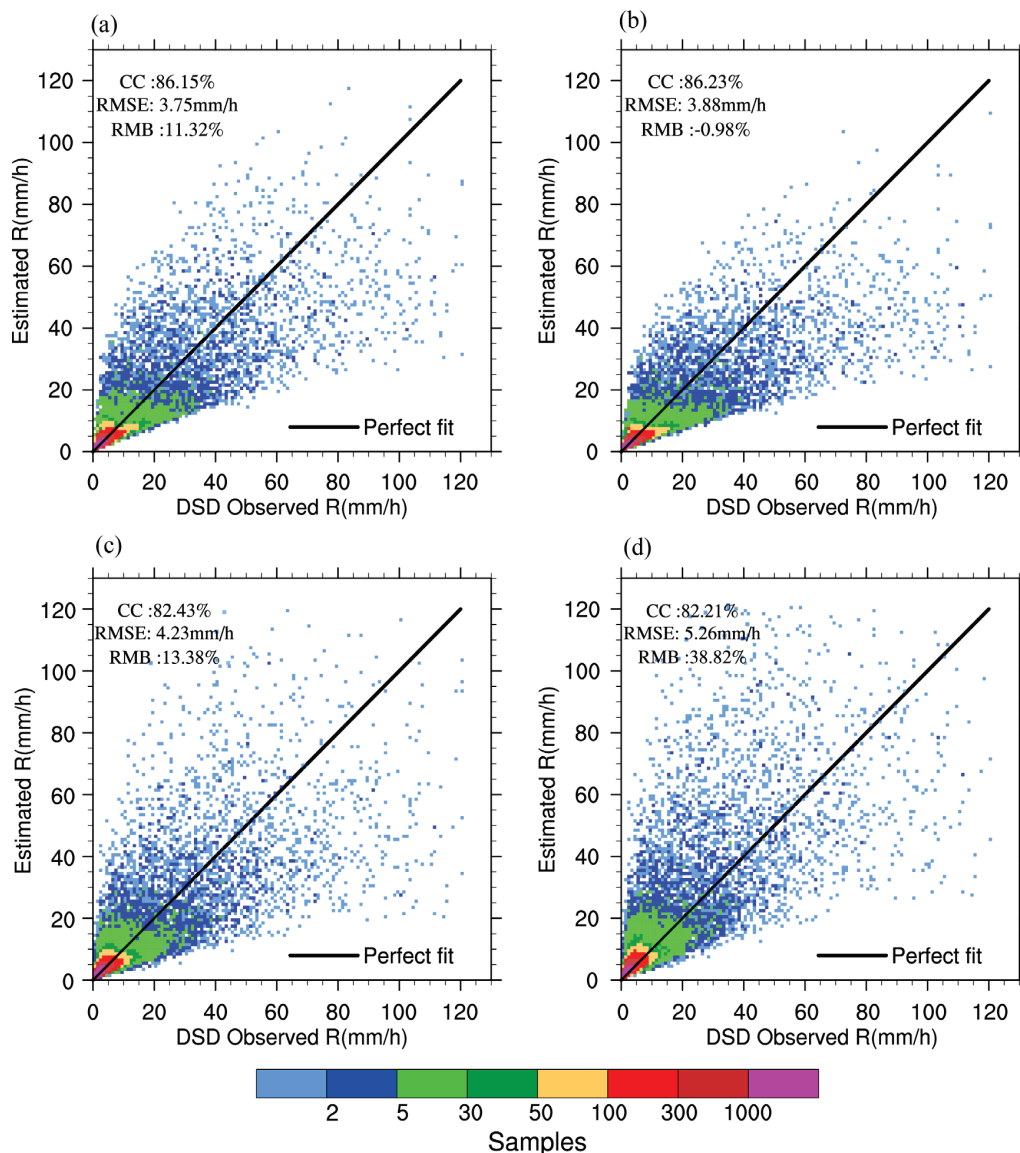 (a)
CC :86.15%
RMSE: 3.75mm/h
RMB :11.32%
Estimated R(mm/h)
120
100
80
60
40
20
0
Perfect fit
0 20 40 60 80 100 120
DSD Observed R(mm/h)
(b)
CC :86.23%
RMSE: 3.88mm/h
RMB :-0.98%
Estimated R(mm/h)
120
100
80
60
40
20
0
Perfect fit
0 20 40 60 80 100 120
DSD Observed R(mm/h)
(c)
CC :82.43%
RMSE: 4.23mm/h
RMB :13.38%
Estimated R(mm/h)
120
100
80
60
40
20
0
Perfect fit
0 20 40 60 80 100 120
DSD Observed R(mm/h)
(d)
CC :82.21%
RMSE: 5.26mm/h
RMB :38.82%
Estimated R(mm/h)
120
100
80
60
40
20
0
Perfect fit
0 20 40 60 80 100 120
DSD Observed R(mm/h)
2 5 30 50 100 300 1000
Samples